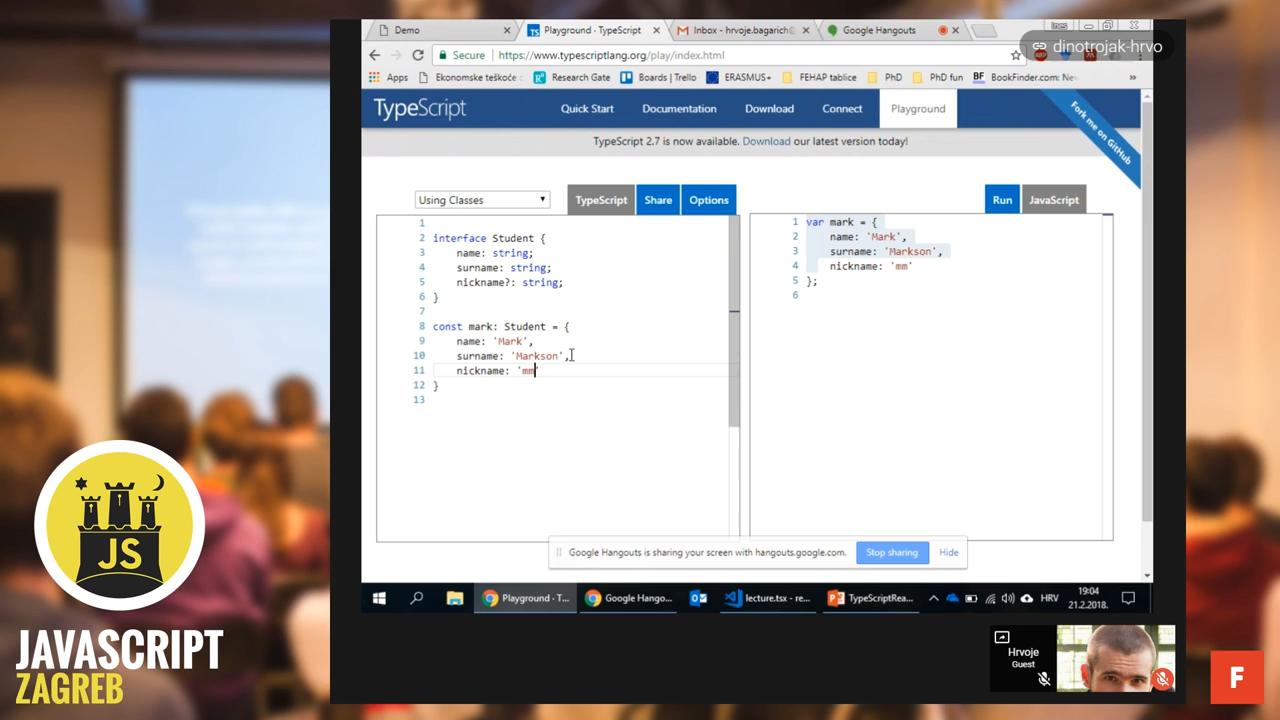 Demo
Playground · TypeScript
Inbox - hrvoje.bagarich@
Google Hangouts
Ines
Secure
https://www.typescriptlang.org/play/index.html
dinotrojak-hrvo
Apps
Ekonomske teškoće
Research Gate
Boards | Trello
ERASMUS+
FEHAP tablice
PhD
PhD fun
BF BookFinder.com: Ne
»
TypeScript
Quick Start
Documentation
Download
Connect
Playground
Fork me on GitHub
TypeScript 2.7 is now available. Download our latest version today!
Using Classes
TypeScript
Share
Options
Run
JavaScript
1
2 interface Student {
3 name: string;
4 surname: string;
5 nickname?: string;
6 }
7
8 const mark: Student = {
9 name: 'Mark',
10 surname: 'Markson',
11 nickname: 'mm'
12 }
13
1 var mark = {
2 name: 'Mark',
3 surname: 'Markson',
4 nickname: 'mm'
5 };
6
Google Hangouts is sharing your screen with hangouts.google.com.
Stop sharing
Hide
Playground · T...
Google Hango...
lecture.tsx - re...
TypeScriptRea...
HRV
19:04
21.2.2018.
Hrvoje
Guest
JS
JAVASCRIPT
ZAGREB
F